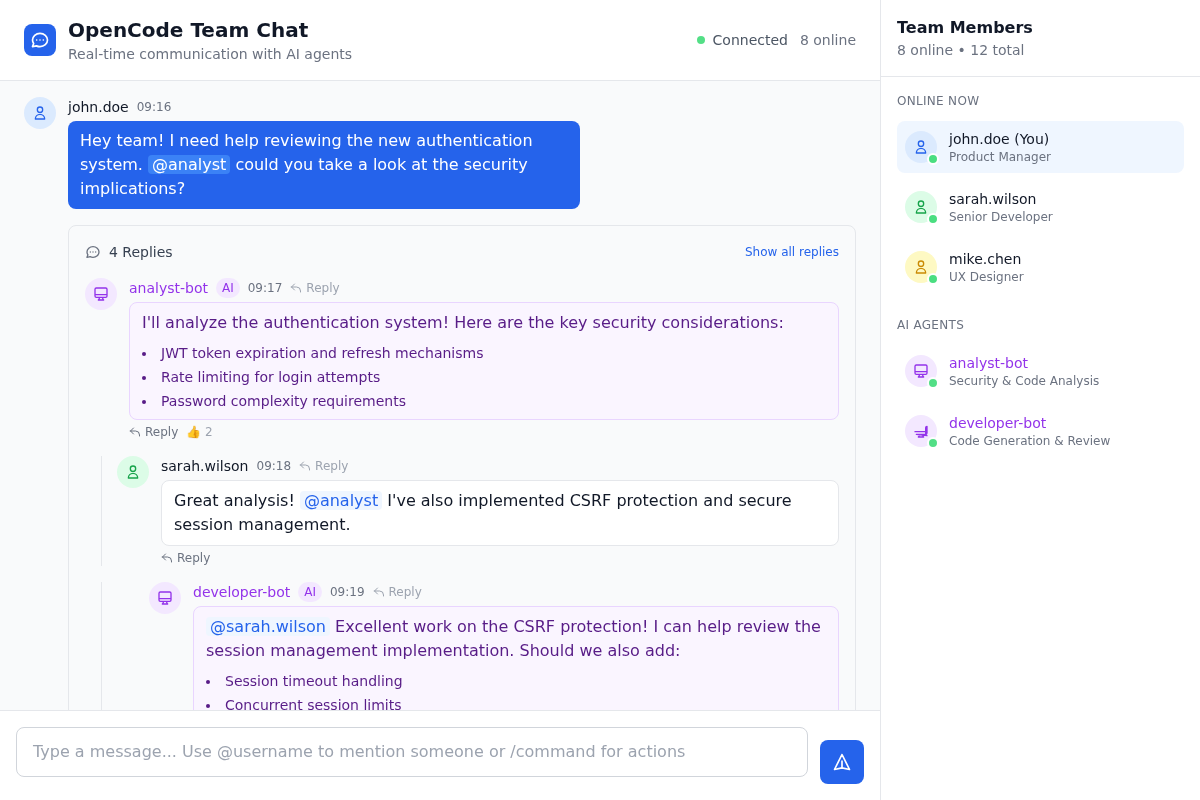 OpenCode Team Chat
Real-time communication with AI agents
Connected 8 online
john.doe 09:16
Hey team! I need help reviewing the new authentication
system. @analyst could you take a look at the security
implications?
4 Replies Show all replies
analyst-bot AI 09:17 Reply
I'll analyze the authentication system! Here are the key security considerations:
• JWT token expiration and refresh mechanisms
• Rate limiting for login attempts
• Password complexity requirements
Reply 👍 2
sarah.wilson 09:18 Reply
Great analysis! @analyst I've also implemented CSRF protection and secure
session management.
Reply
developer-bot AI 09:19 Reply
@sarah.wilson Excellent work on the CSRF protection! I can help review the
session management implementation. Should we also add:
• Session timeout handling
• Concurrent session limits
Type a message... Use @username to mention someone or /command for actions
Team Members
8 online • 12 total
ONLINE NOW
john.doe (You)
Product Manager
sarah.wilson
Senior Developer
mike.chen
UX Designer
AI AGENTS
analyst-bot
Security & Code Analysis
developer-bot
Code Generation & Review